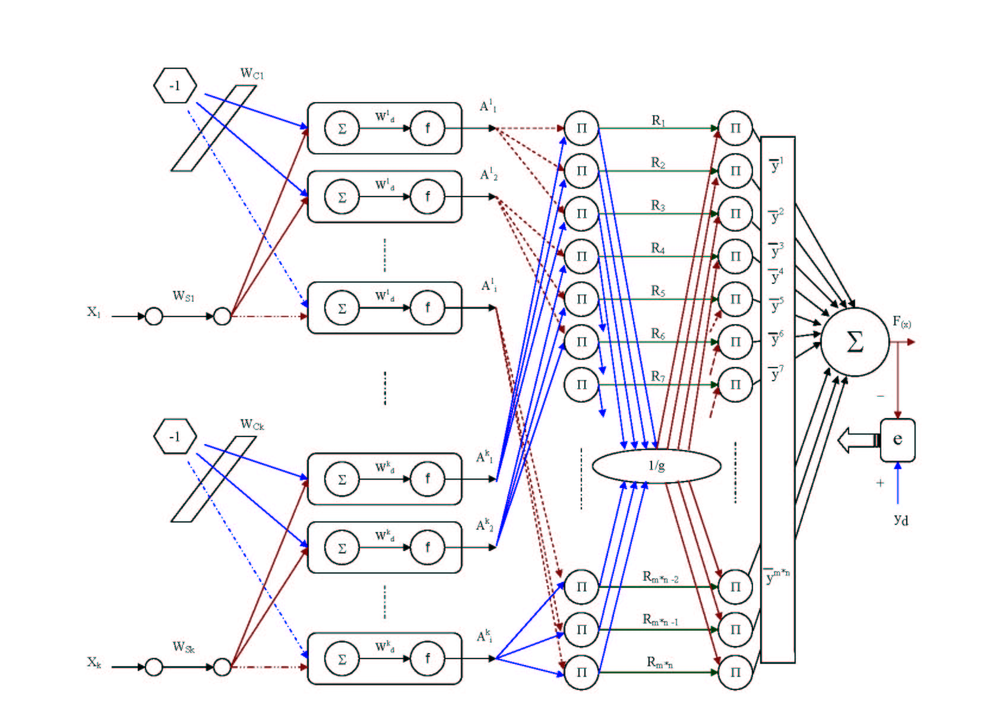 -1
W_C1
Σ W^1_d f A^1_1
Σ W^1_d f A^1_2
Σ W^1_d f A^1_i
X_1 W_S1
-1
W_Ck
Σ W^k_d f A^k_1
Σ W^k_d f A^k_2
Σ W^k_d f A^k_i
X_k W_Sk
Π R_1 Π
Π R_2 Π
Π R_3 Π
Π R_4 Π
Π R_5 Π
Π R_6 Π
Π R_7 Π
1/g
Π R_m*n -2 Π
Π R_m*n -1 Π
Π R_m*n Π
y̅^1
y̅^2
y̅^3
y̅^4
y̅^5
y̅^6
y̅^7
y̅^m*n
Σ
F_(x)
−
e
+
y_d